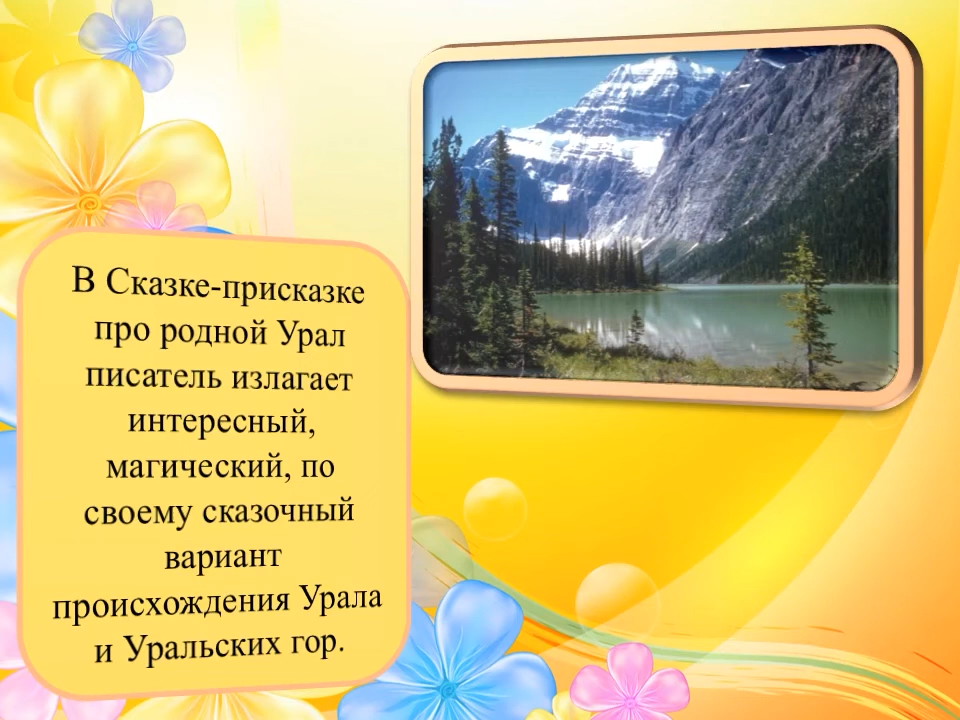 В Сказке-присказке
про родной Урал
писатель излагает
интересный,
магический, по
своему сказочный
вариант
происхождения Урала
и Уральских гор.